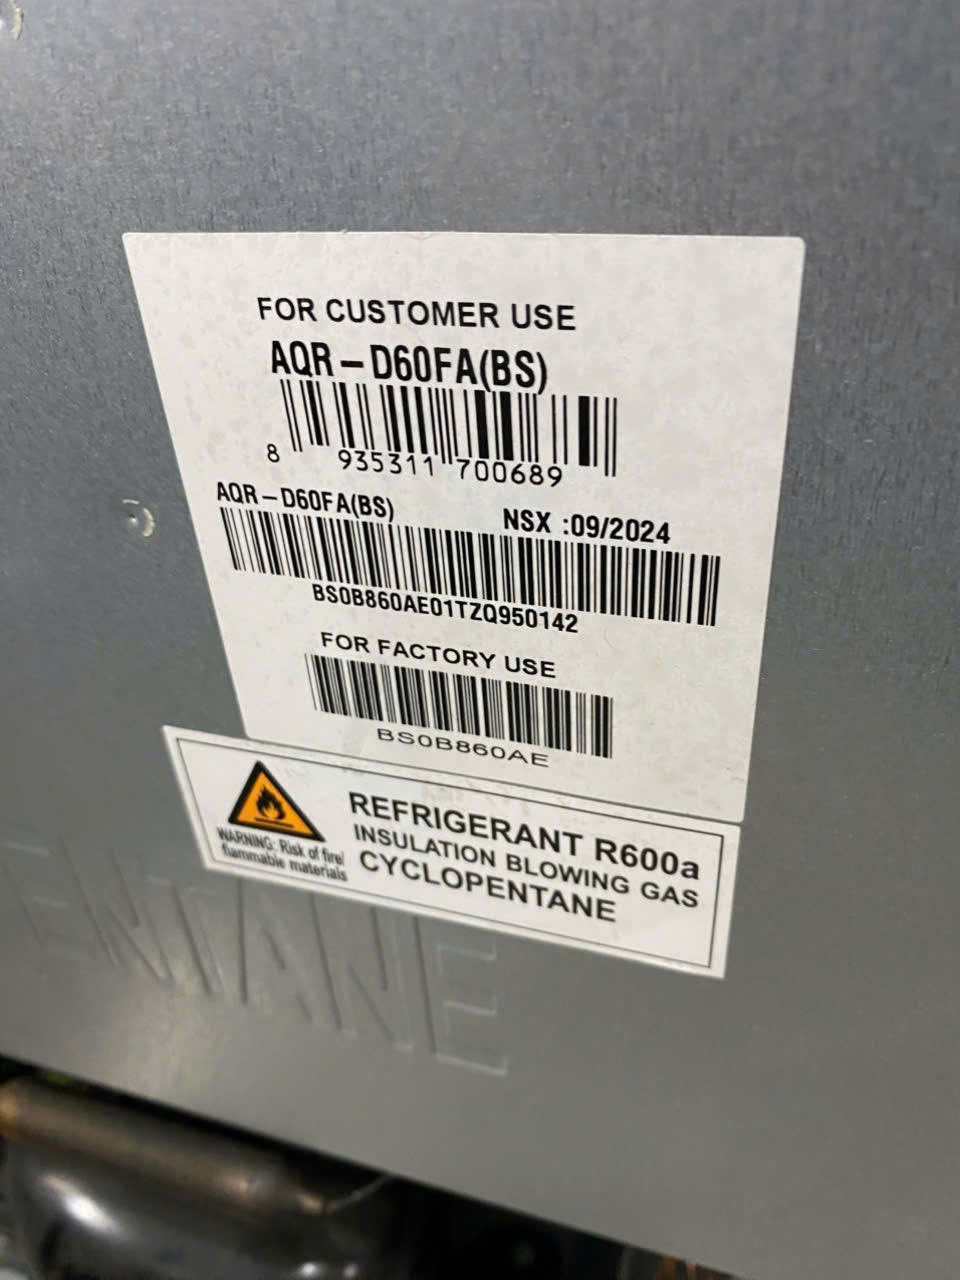 FOR CUSTOMER USE
AQR-D60FA(BS)
8 935311 700689
AQR-D60FA(BS) NSX :09/2024
BS0B860AE01TZQ950142
FOR FACTORY USE
BS0B860AE
REFRIGERANT R600a
INSULATION BLOWING GAS
CYCLOPENTANE
WARNING: Risk of fire/
flammable materials